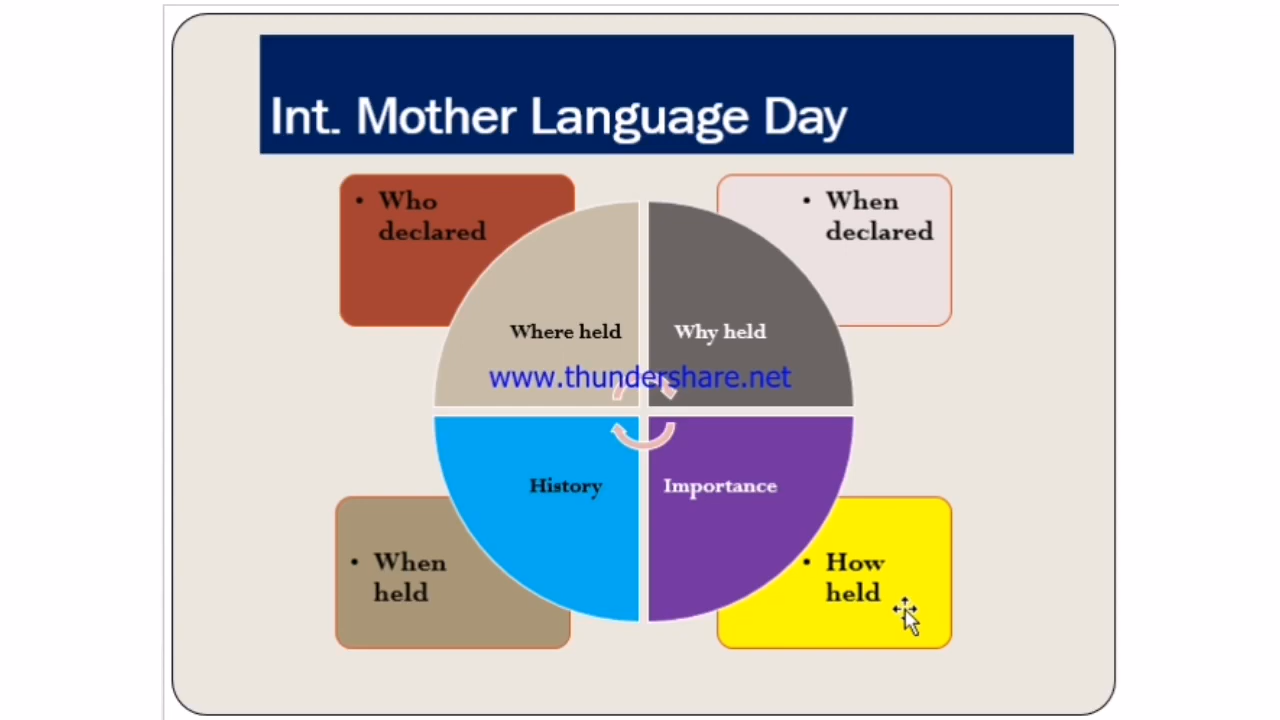 Int. Mother Language Day
• Who
declared
• When
declared
Where held
Why held
www.thundershare.net
History
Importance
• When
held
• How
held